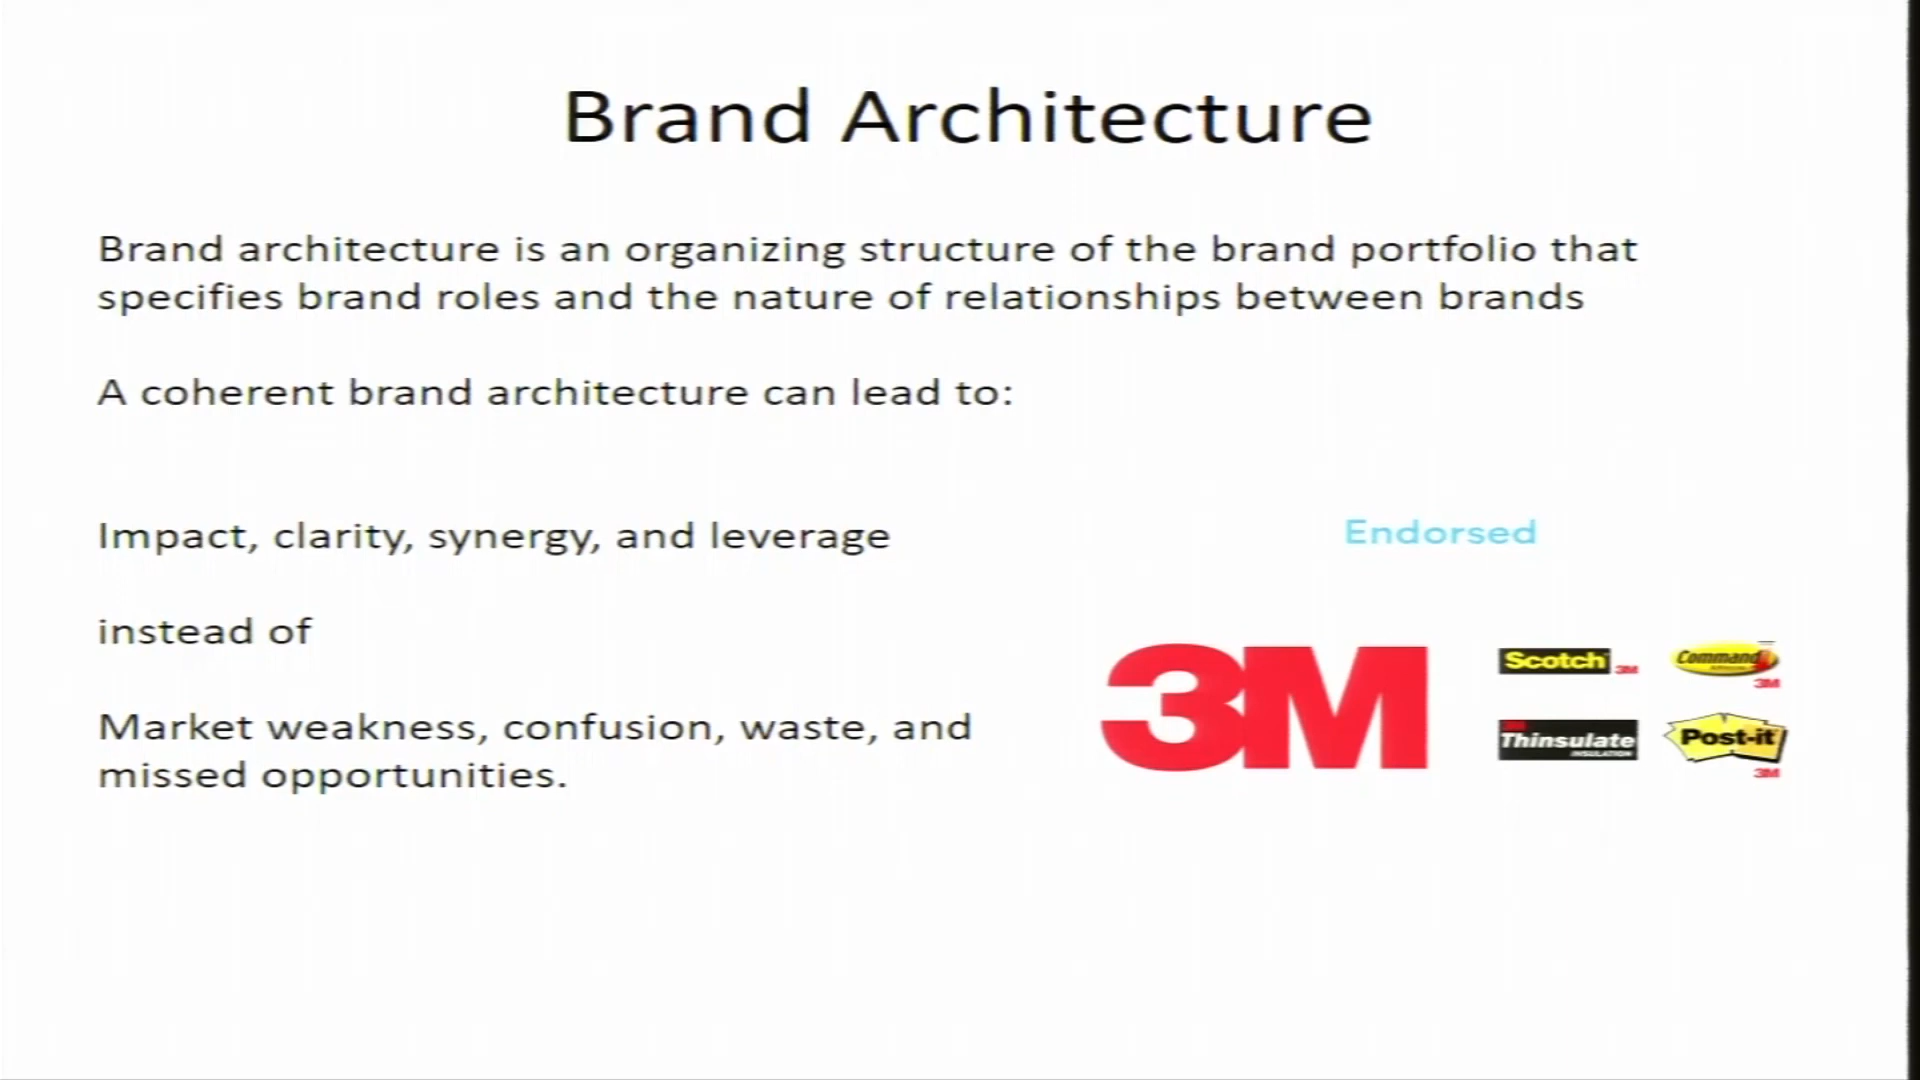 Brand Architecture
Brand architecture is an organizing structure of the brand portfolio that
specifies brand roles and the nature of relationships between brands
A coherent brand architecture can lead to:
Impact, clarity, synergy, and leverage
instead of
Market weakness, confusion, waste, and
missed opportunities.
Endorsed
3M
Scotch 3M
Command
3M
3M
Thinsulate
INSULATION
Post-it
3M